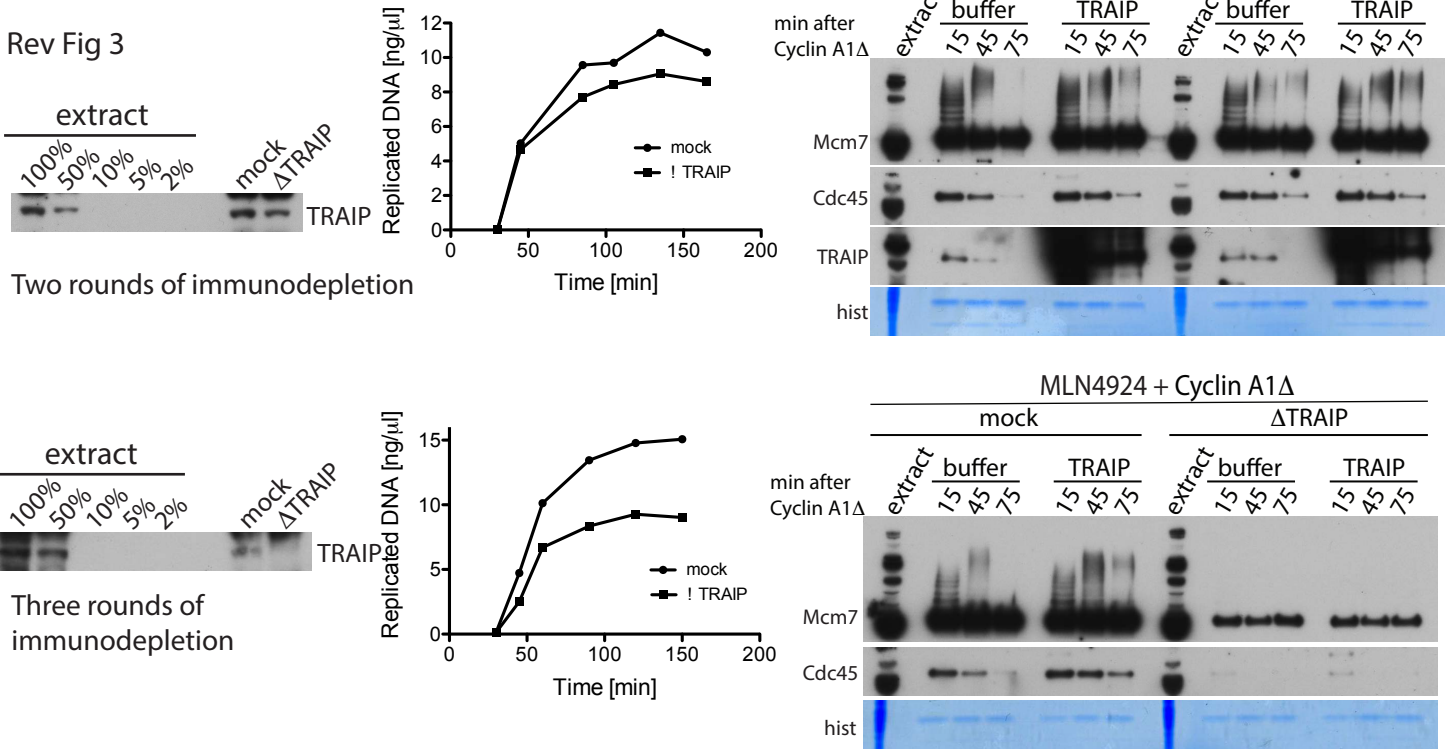 Rev Fig 3
extract
100%
50%
10%
5%
2%
mock
ΔTRAIP
TRAIP
Two rounds of immunodepletion
Replicated DNA [ng/µl]
12
10
8
6
4
2
0
0
50
100
150
200
Time [min]
mock
! TRAIP
min after
Cyclin A1Δ
extract
buffer
TRAIP
15 45 75
15 45 75
extract
buffer
TRAIP
15 45 75
15 45 75
Mcm7
Cdc45
TRAIP
hist
extract
100%
50%
10%
5%
2%
mock
ΔTRAIP
TRAIP
Three rounds of
immunodepletion
Replicated DNA [ng/µl]
15
10
5
0
0
50
100
150
200
Time [min]
mock
! TRAIP
MLN4924 + Cyclin A1Δ
mock
ΔTRAIP
min after
Cyclin A1Δ
extract
buffer
TRAIP
15 45 75
15 45 75
extract
buffer
TRAIP
15 45 75
15 45 75
Mcm7
Cdc45
hist